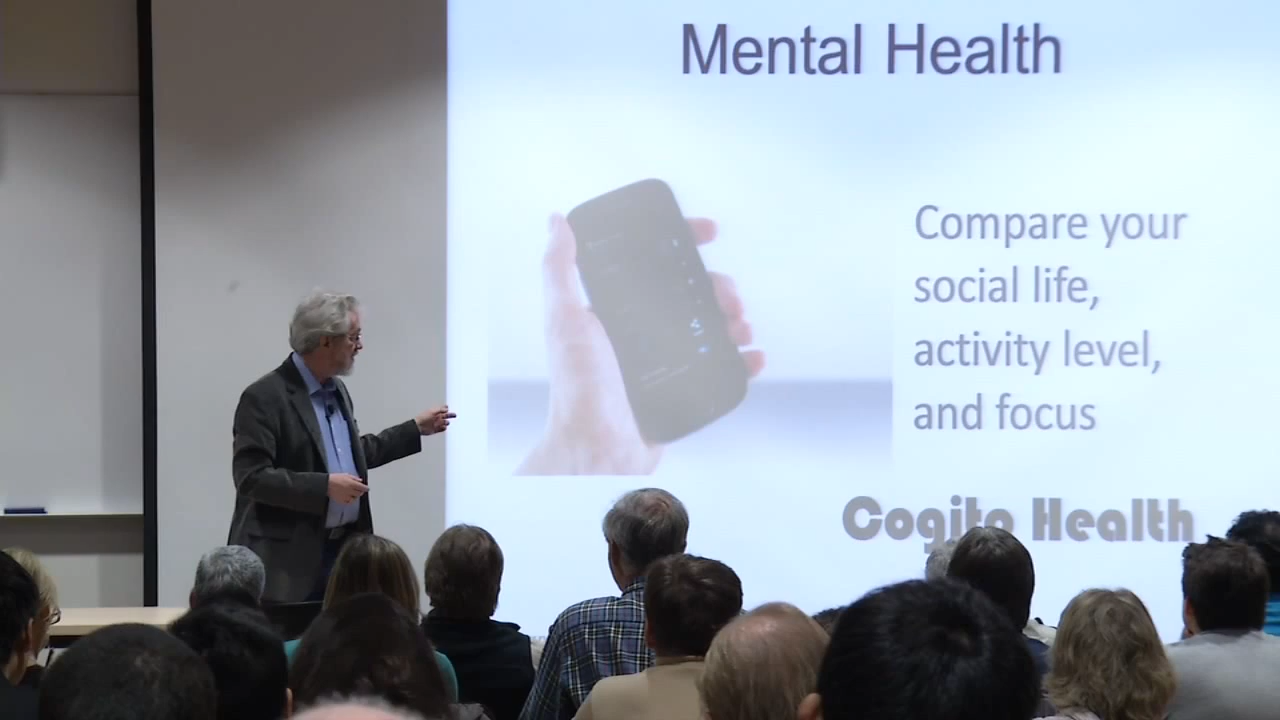 Mental Health
Compare your
social life,
activity level,
and focus
Cogito Health